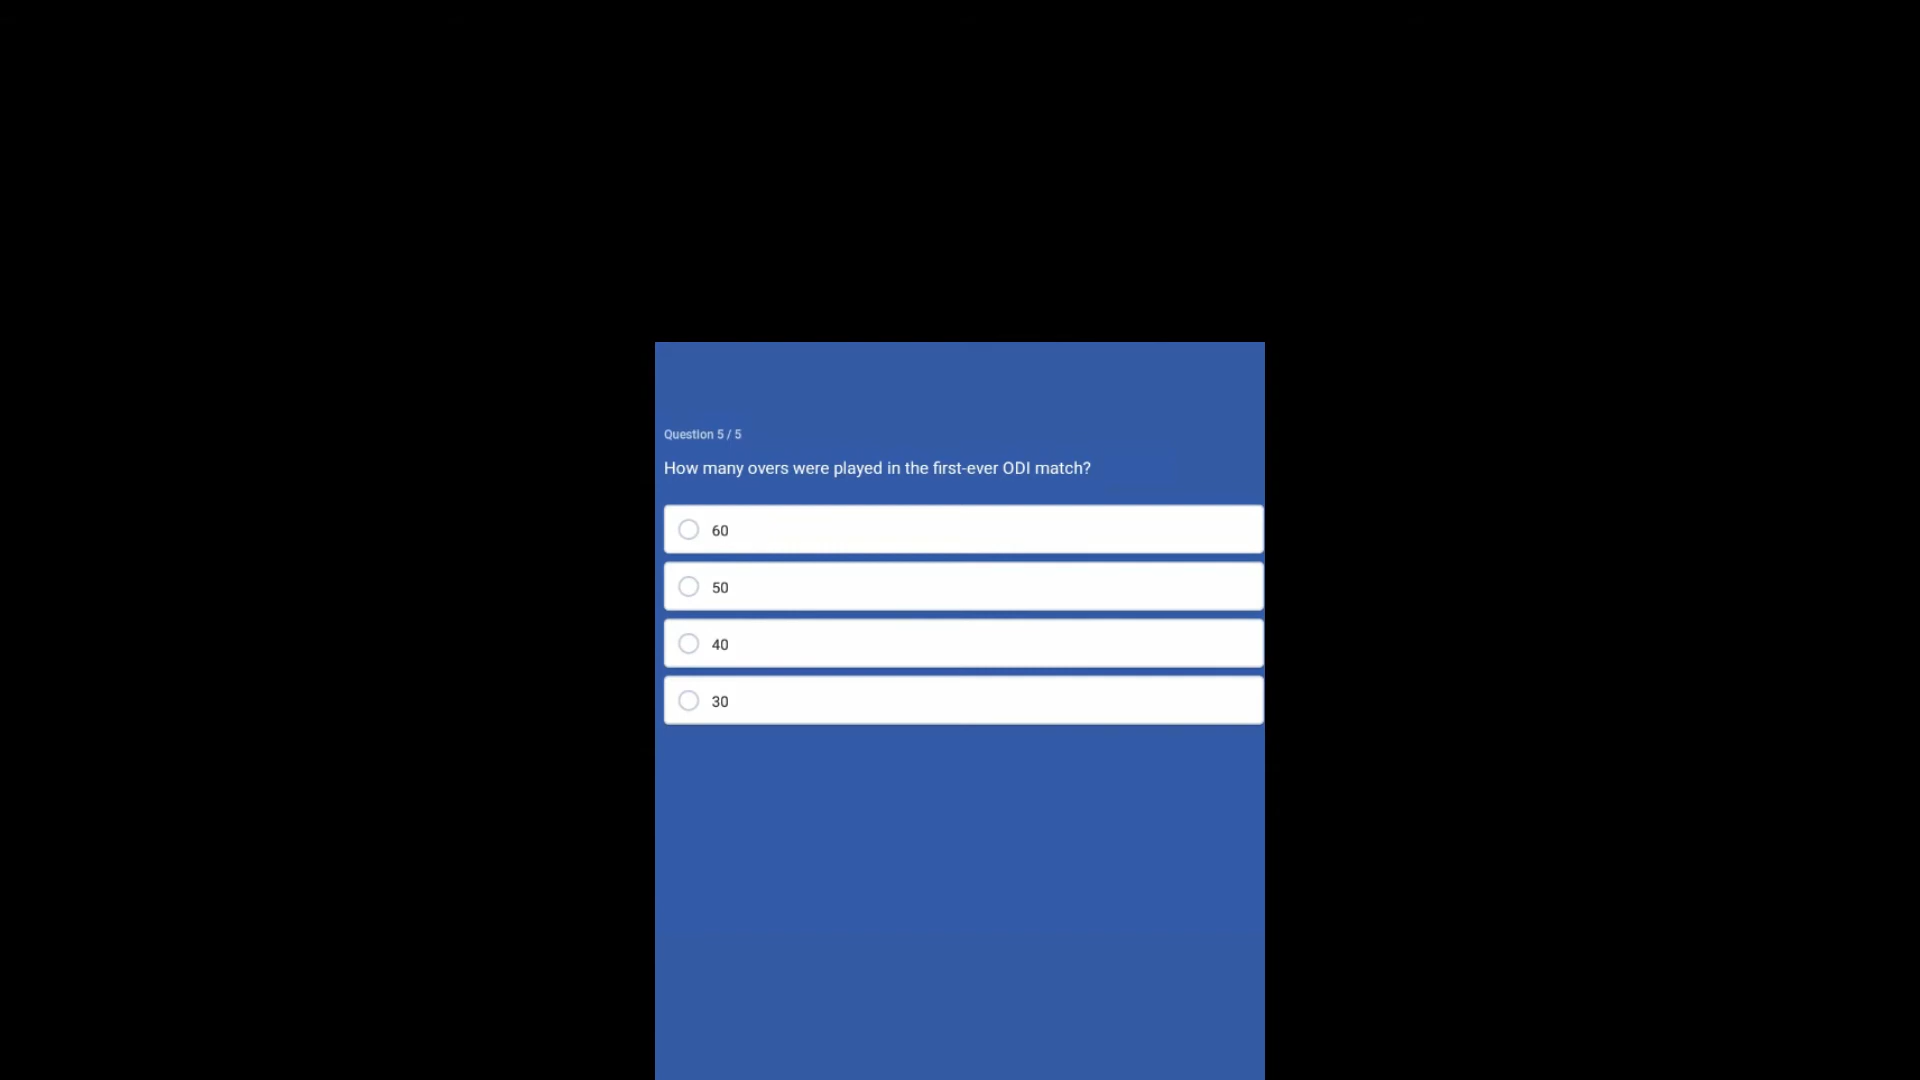 Question 5 / 5
How many overs were played in the first-ever ODI match?
60
50
40
30